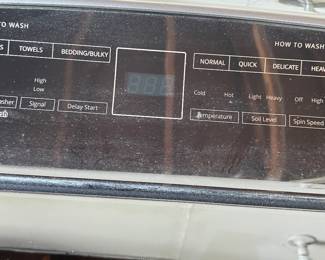 TO WASH
HOW TO WASH
TOWELS BEDDING/BULKY
NORMAL QUICK DELICATE
High
Low
Cold Hot Light Heavy Off High
Signal Delay Start
Temperature Soil Level Spin Speed